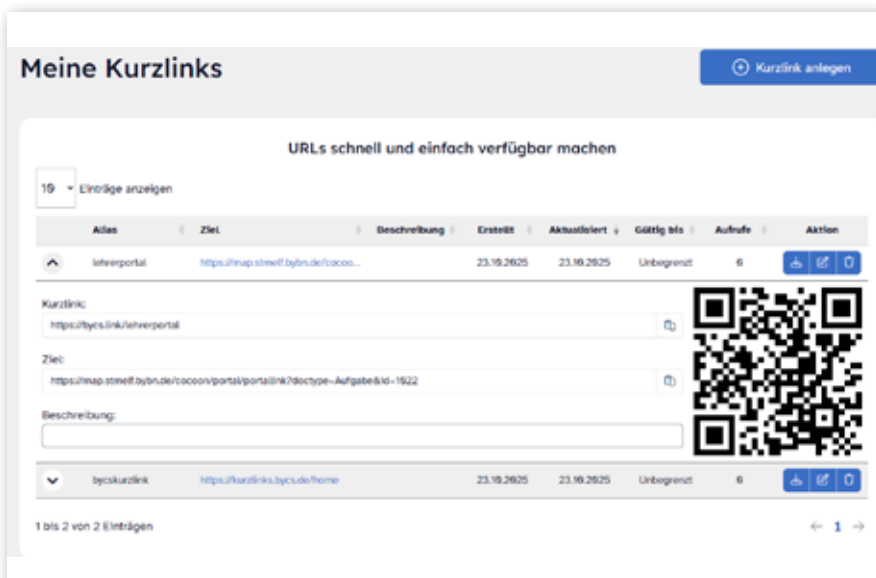 Meine Kurzlinks
Kurzlink anlegen
URLs schnell und einfach verfügbar machen
10 Einträge anzeigen
Alias Ziel Beschreibung Erstellt Aktualisiert Gültig bis Aufrufe Aktion
lehrerportal https://map.stmelf.bybn.de/cocoo... 23.10.2025 23.10.2025 Unbegrenzt 0
Kurzlink:
https://bycs.link/lehrerportal
Ziel:
https://map.stmelf.bybn.de/cocoon/portal/portallink?doctype=Aufgabe&id=1022
Beschreibung:
bycskurzlink https://kurzlinks.bycs.de/home 23.10.2025 23.10.2025 Unbegrenzt 0
1 bis 2 von 2 Einträgen
← 1 →